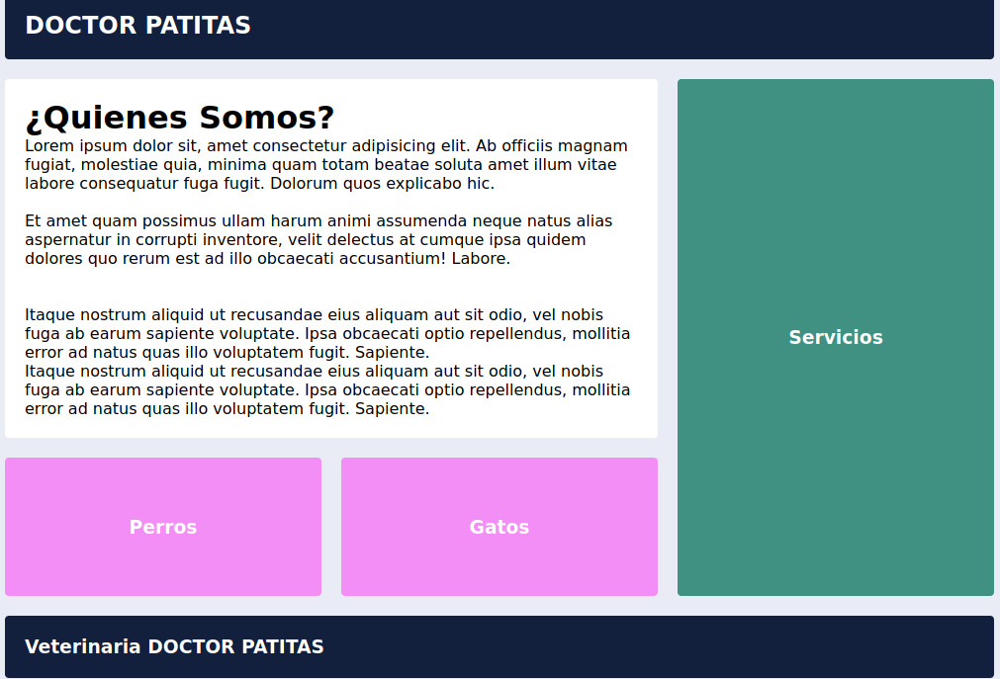 DOCTOR PATITAS
¿Quienes Somos?
Lorem ipsum dolor sit, amet consectetur adipisicing elit. Ab officiis magnam
fugiat, molestiae quia, minima quam totam beatae soluta amet illum vitae
labore consequatur fuga fugit. Dolorum quos explicabo hic.
Et amet quam possimus ullam harum animi assumenda neque natus alias
aspernatur in corrupti inventore, velit delectus at cumque ipsa quidem
dolores quo rerum est ad illo obcaecati accusantium! Labore.
Itaque nostrum aliquid ut recusandae eius aliquam aut sit odio, vel nobis
fuga ab earum sapiente voluptate. Ipsa obcaecati optio repellendus, mollitia
error ad natus quas illo voluptatem fugit. Sapiente.
Itaque nostrum aliquid ut recusandae eius aliquam aut sit odio, vel nobis
fuga ab earum sapiente voluptate. Ipsa obcaecati optio repellendus, mollitia
error ad natus quas illo voluptatem fugit. Sapiente.
Servicios
Perros
Gatos
Veterinaria DOCTOR PATITAS